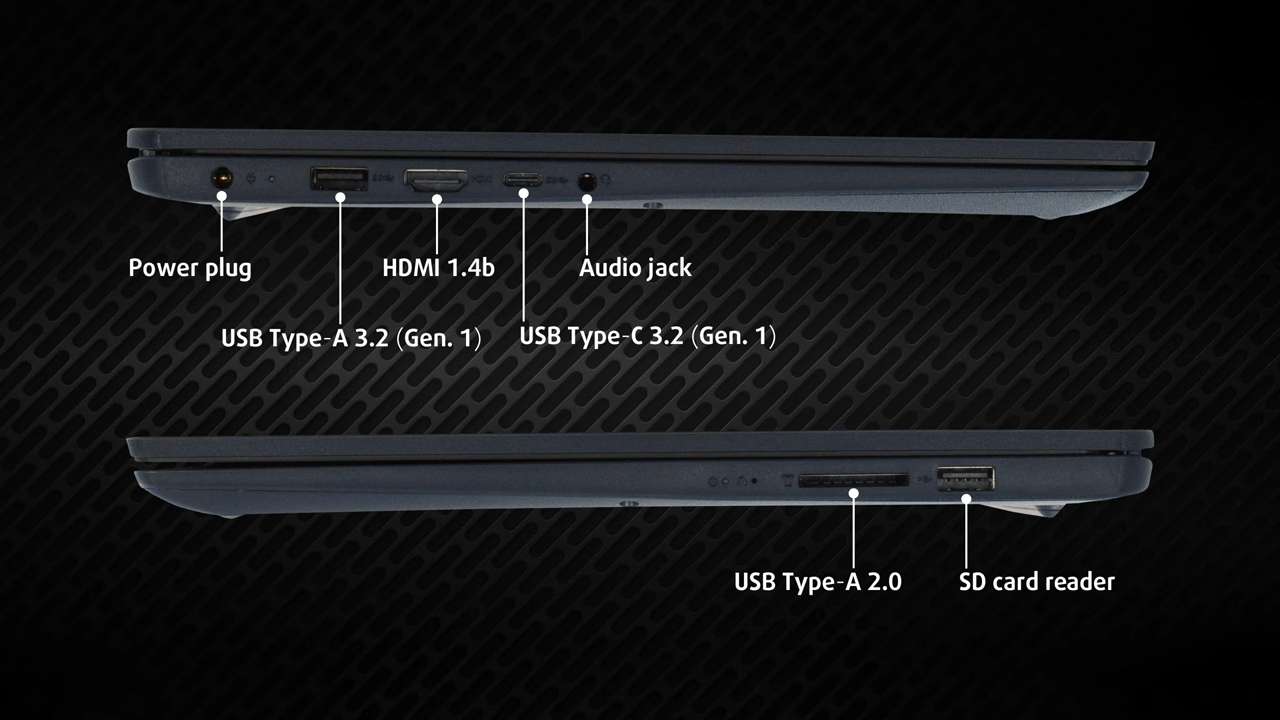 Power plug
HDMI 1.4b
Audio jack
USB Type-A 3.2 (Gen. 1)
USB Type-C 3.2 (Gen. 1)
USB Type-A 2.0
SD card reader